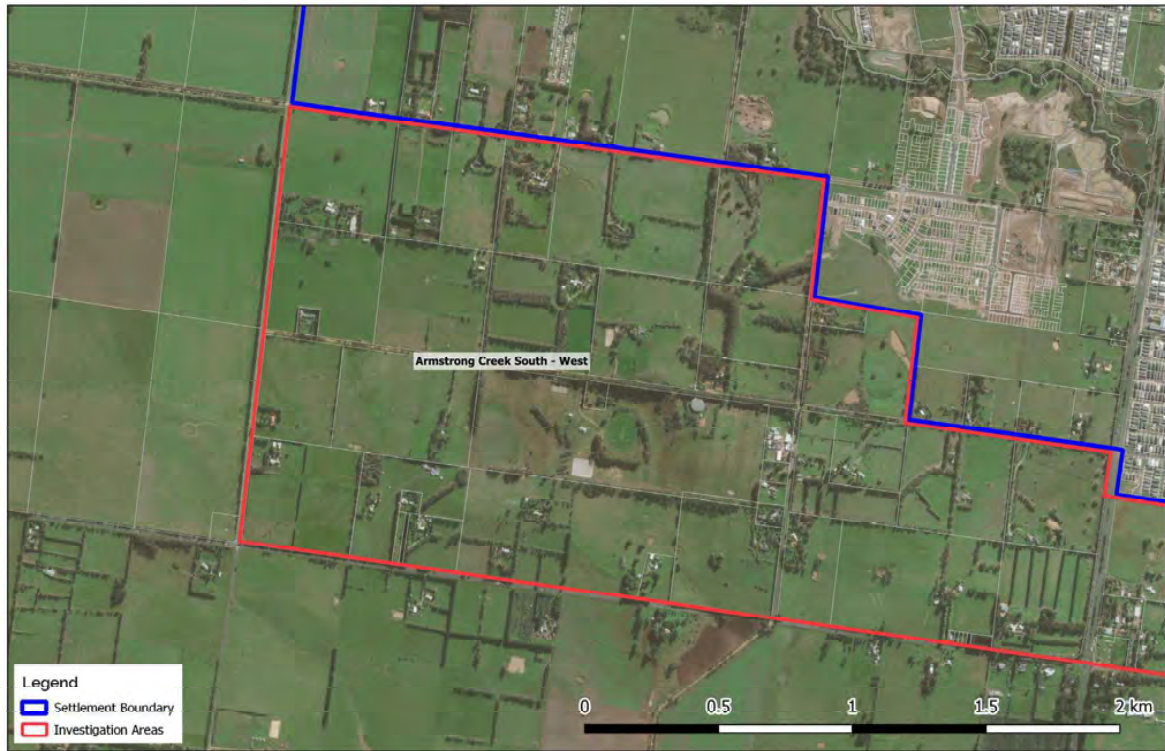 Armstrong Creek South - West
Legend
Settlement Boundary
Investigation Areas
0 0.5 1 1.5 2 km